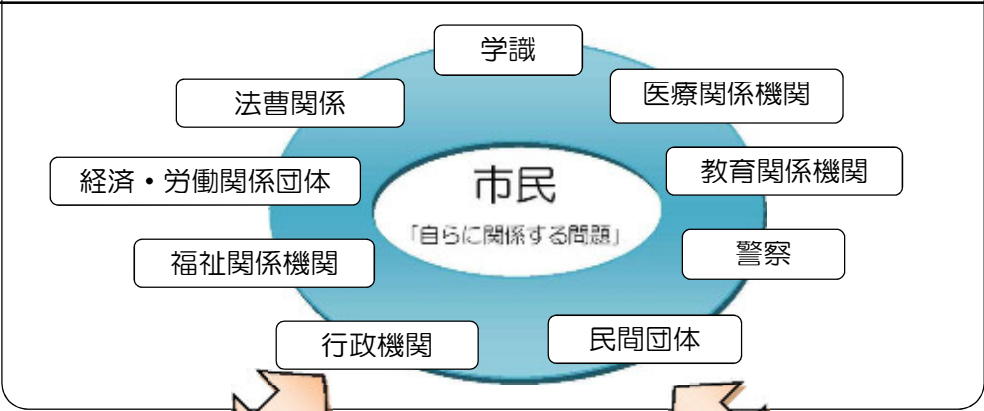 学識
法曹関係
医療関係機関
経済・労働関係団体
市民
教育関係機関
「自らに関係する問題」
福祉関係機関
警察
行政機関
民間団体